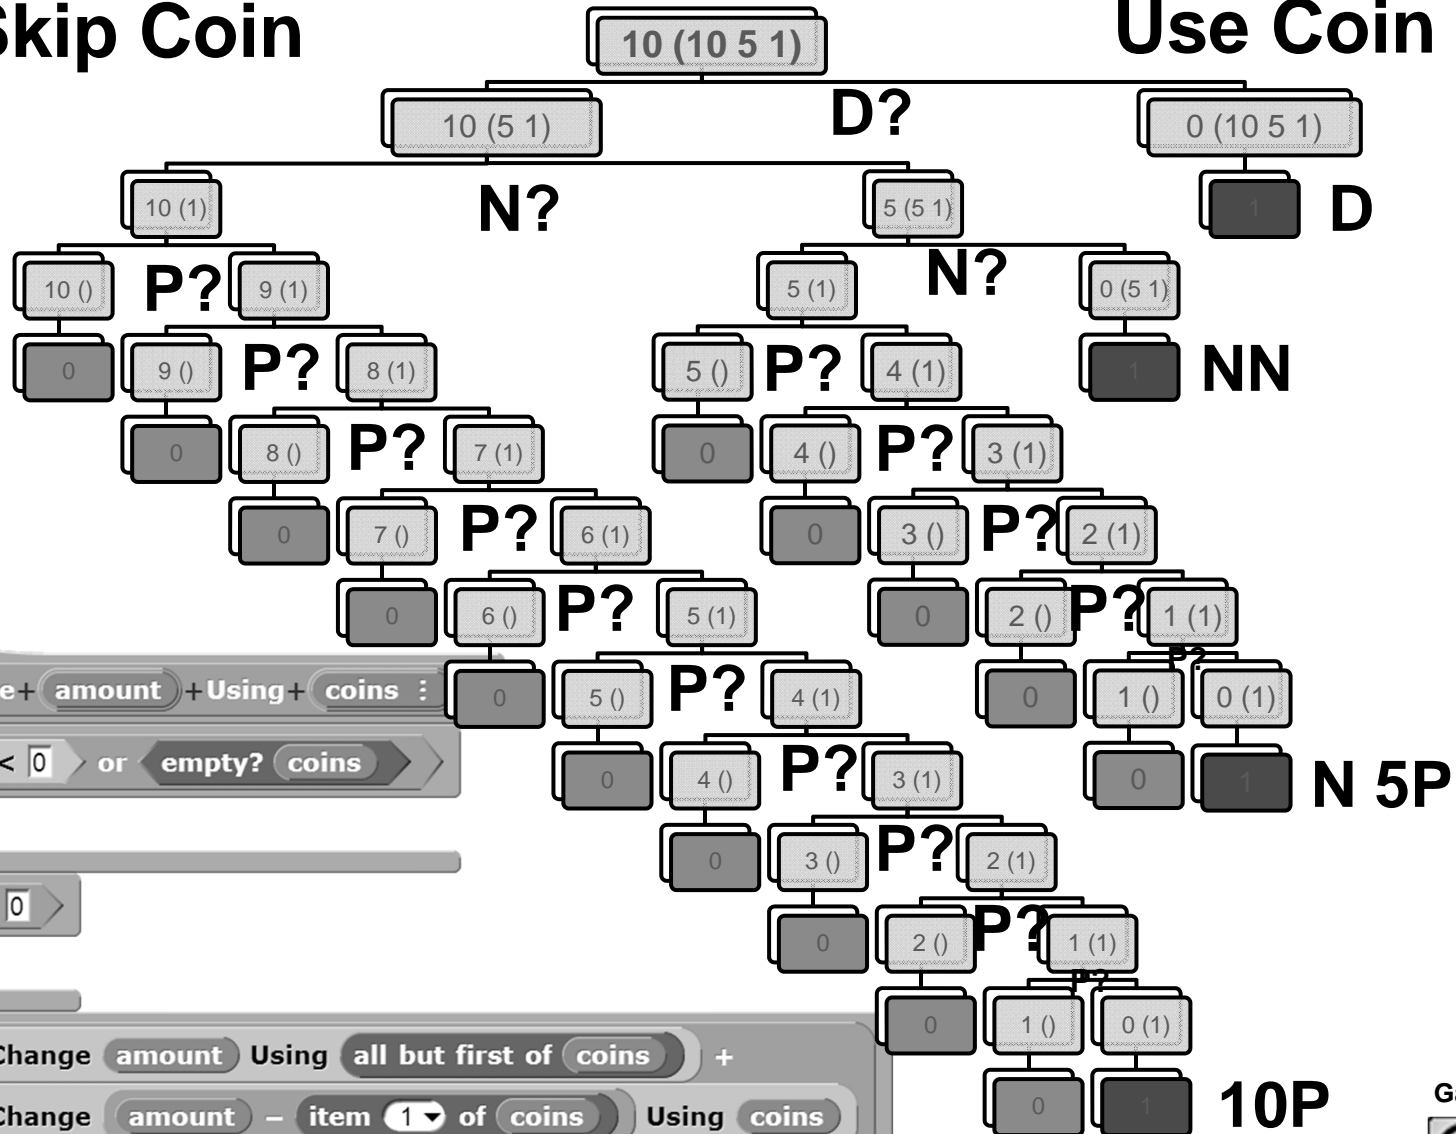 Skip Coin
Use Coin
10 (10 5 1)
10 (5 1)
D?
0 (10 5 1)
10 (1)
N?
5 (5 1)
1
D
10 ()
P?
9 (1)
5 (1)
N?
0 (5 1)
0
9 ()
P?
8 (1)
5 ()
P?
4 (1)
1
NN
0
8 ()
P?
7 (1)
0
4 ()
P?
3 (1)
0
7 ()
P?
6 (1)
0
3 ()
P?
2 (1)
0
6 ()
P?
5 (1)
0
2 ()
P?
1 (1)
P?
e+ amount +Using+ coins
0
5 ()
P?
4 (1)
0
1 ()
0 (1)
< 0 or empty? coins
0
4 ()
P?
3 (1)
0
1
N 5P
0
3 ()
P?
2 (1)
0
0
2 ()
P?
1 (1)
P?
0
1 ()
0 (1)
Change amount Using all but first of coins +
0
1
10P
Change amount − item 1 of coins Using coins